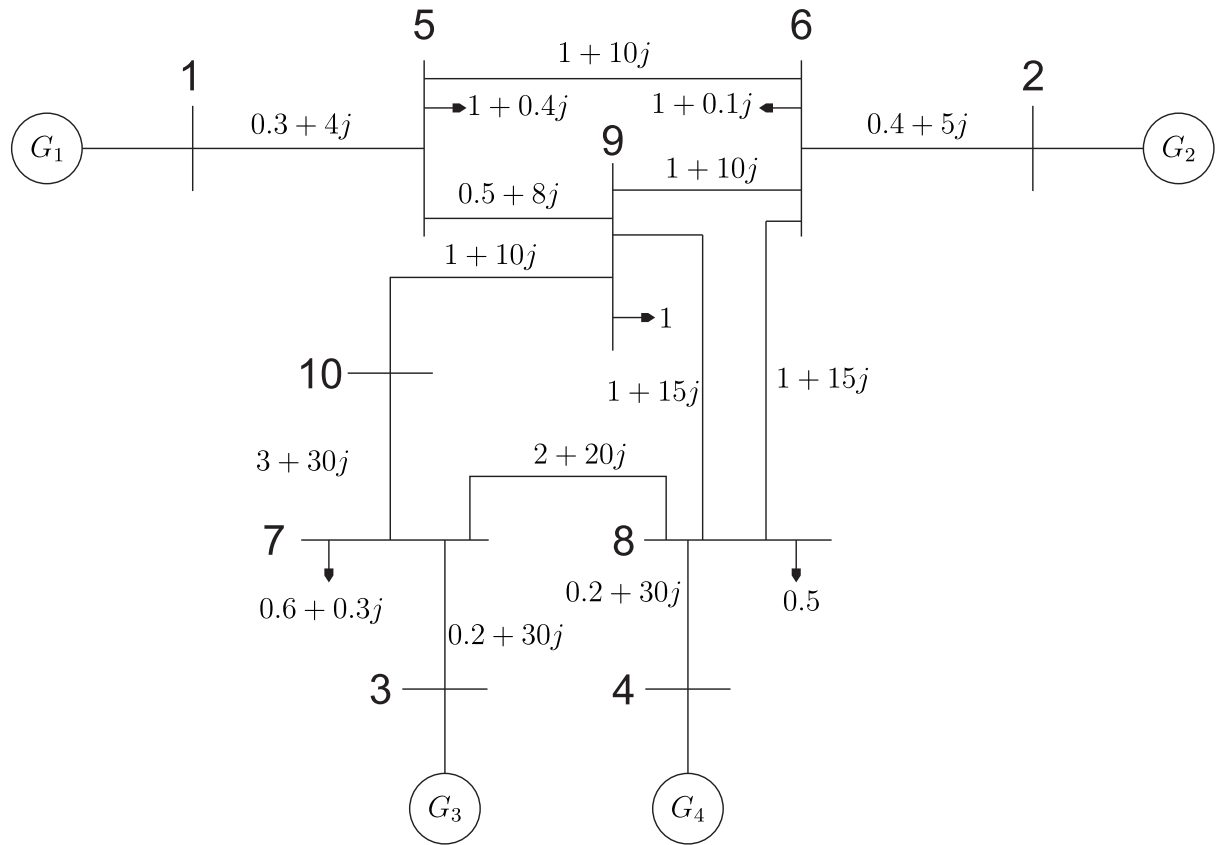 5
6
1 + 10j
1
2
1 + 0.4j
1 + 0.1j
0.3 + 4j
0.4 + 5j
G1
9
G2
1 + 10j
0.5 + 8j
1 + 10j
1
10
1 + 15j
1 + 15j
3 + 30j
2 + 20j
7
8
0.6 + 0.3j
0.2 + 30j
0.5
0.2 + 30j
3
4
G3
G4